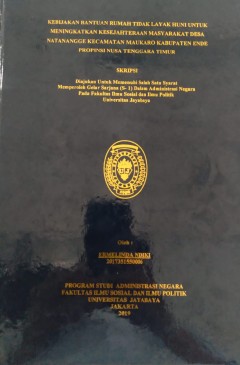 KEBIJAKAN BANTUAN RUMAH TIDAK LAYAK HUNI UNTUK
MENINGKATKAN KESEJAHTERAAN MASYARAKAT DESA
NATANANGGE KECAMATAN MAUKARO KABUPATEN ENDE
PROPINSI NUSA TENGGARA TIMUR
SKRIPSI
Diajukan Untuk Memenuhi Salah Satu Syarat
Memperoleh Gelar Sarjana (S-1) Dalam Administrasi Negara
Pada Fakultas Ilmu Sosial dan Ilmu Politik
Universitas Jayabaya
Oleh :
ERMELINDA NDIKI
PROGRAM STUDI ADMINISTRASI NEGARA
FAKULTAS ILMU SOSIAL DAN ILMU POLITIK
UNIVERSITAS JAYABAYA
JAKARTA
2019